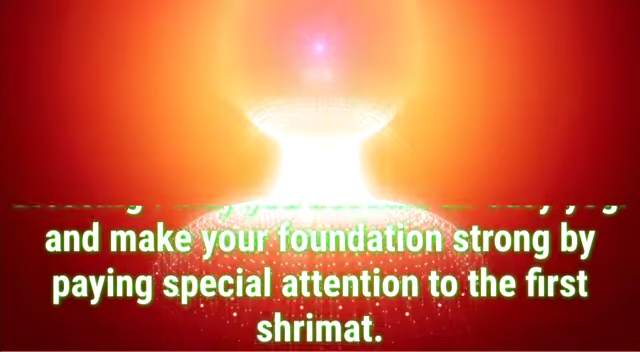 and make your foundation strong by
paying special attention to the first
shrimat.